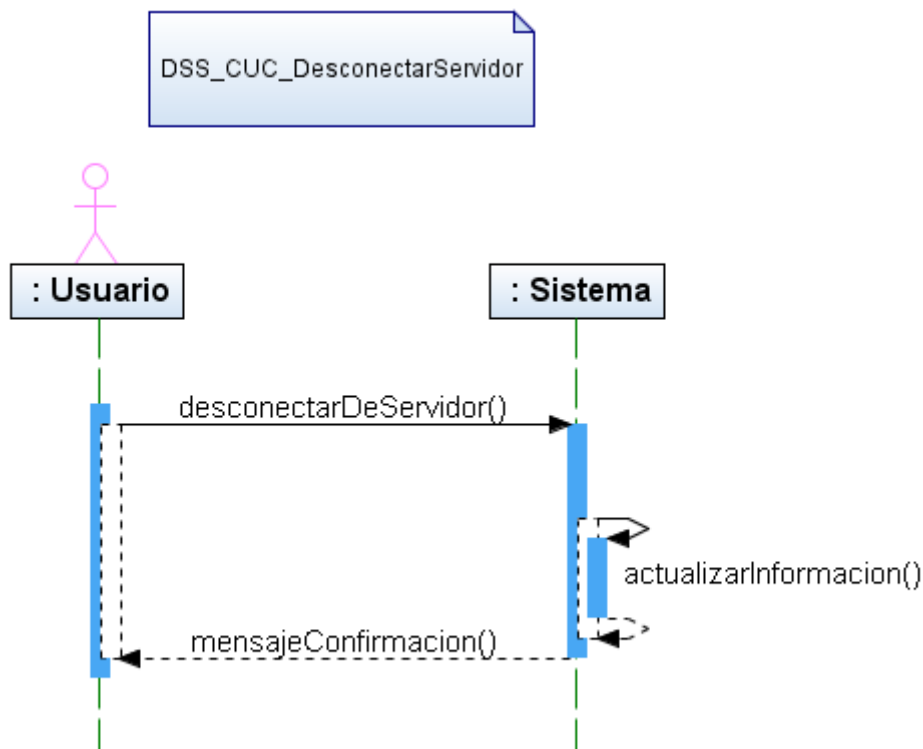 DSS_CUC_DesconectarServidor
: Usuario
: Sistema
desconectarDeServidor()
actualizarInformacion()
mensajeConfirmacion()